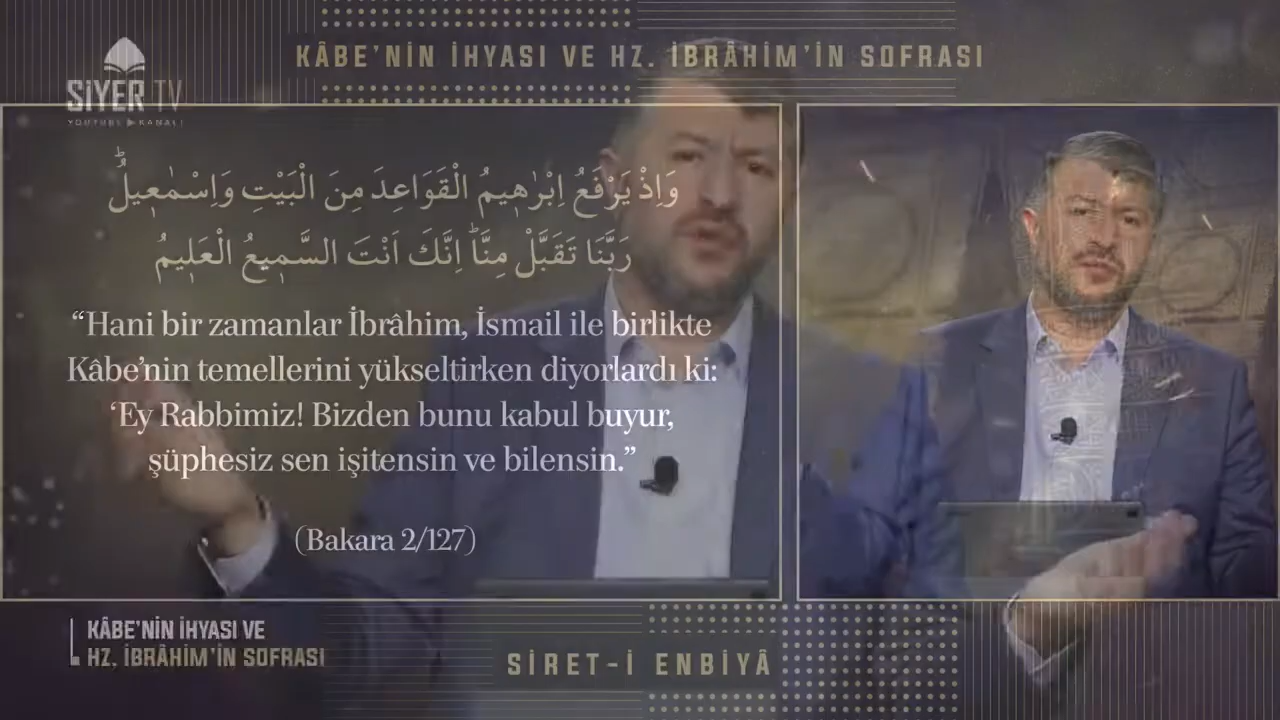 KÂBE'NİN İHYASI VE HZ. İBRÂHİM'İN SOFRASI
SİYER TV
YOUTUBE KANALI
وَاِذْ يَرْفَعُ اِبْرٰه۪يمُ الْقَوَاعِدَ مِنَ الْبَيْتِ وَاِسْمٰع۪يلُۜ
رَبَّنَا تَقَبَّلْ مِنَّاۜ اِنَّكَ اَنْتَ السَّم۪يعُ الْعَل۪يمُ
“Hani bir zamanlar İbrâhim, İsmail ile birlikte
Kâbe’nin temellerini yükseltirken diyorlardı ki:
‘Ey Rabbimiz! Bizden bunu kabul buyur,
şüphesiz sen işitensin ve bilensin.”
(Bakara 2/127)
KÂBE'NİN İHYASI VE
HZ. İBRÂHİM'İN SOFRASI
SİRET-İ ENBİYÂ